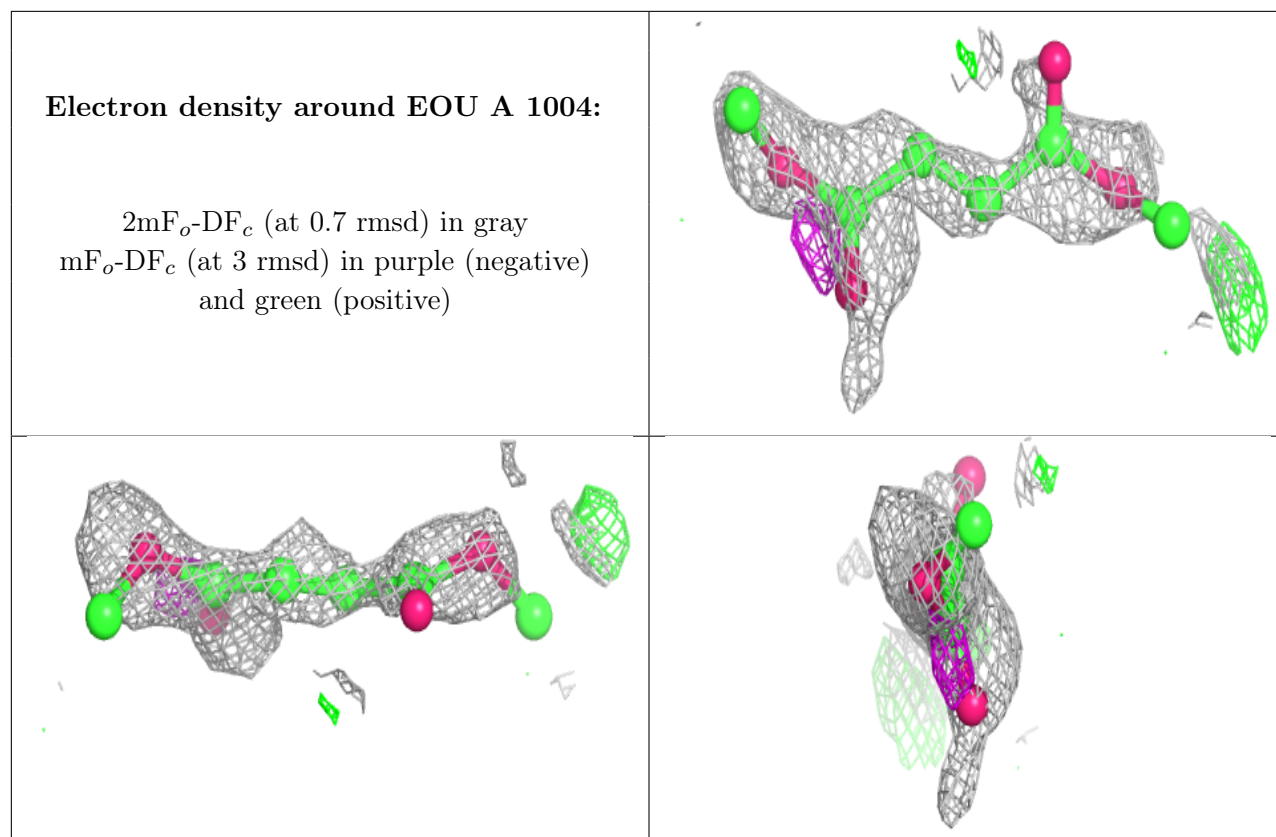 Electron density around EOU A 1004:
2mFo-DFc (at 0.7 rmsd) in gray
mFo-DFc (at 3 rmsd) in purple (negative)
and green (positive)